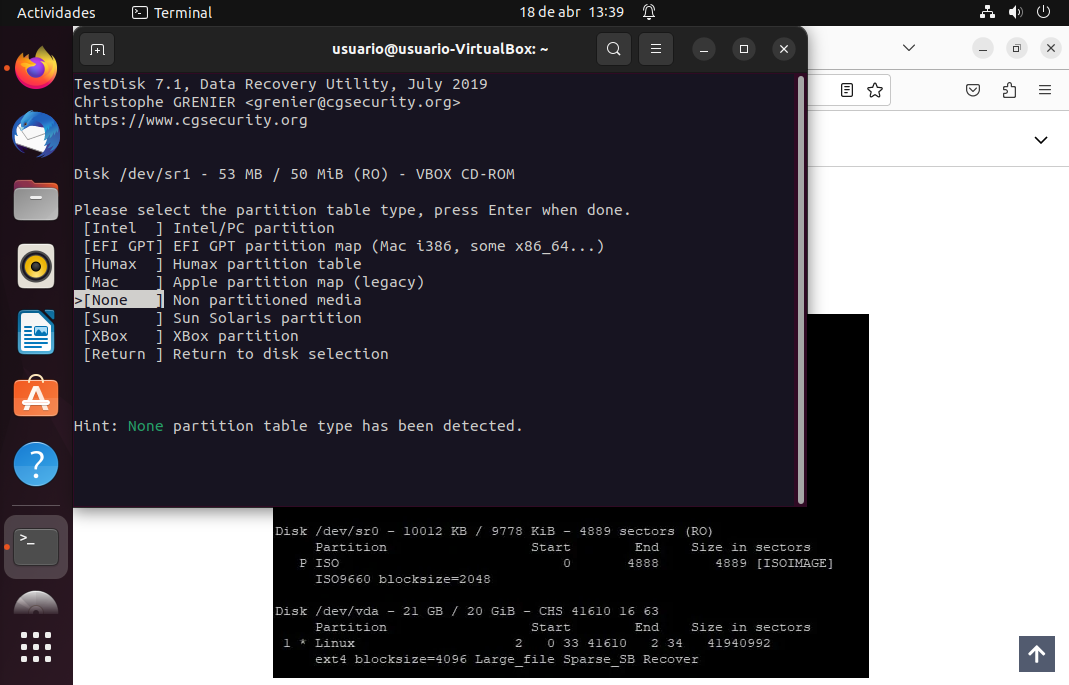 Actividades
Terminal
18 de abr 13:39
usuario@usuario-VirtualBox: ~
TestDisk 7.1, Data Recovery Utility, July 2019
Christophe GRENIER <grenier@cgsecurity.org>
https://www.cgsecurity.org
Disk /dev/sr1 - 53 MB / 50 MiB (RO) - VBOX CD-ROM
Please select the partition table type, press Enter when done.
[Intel  ] Intel/PC partition
[EFI GPT] EFI GPT partition map (Mac i386, some x86_64...)
[Humax  ] Humax partition table
[Mac    ] Apple partition map (legacy)
>[None   ] Non partitioned media
[Sun    ] Sun Solaris partition
[XBox   ] XBox partition
[Return ] Return to disk selection
Hint: None partition table type has been detected.
Disk /dev/sr0 - 10012 KB / 9778 KiB - 4889 sectors (RO)
Partition Start End Size in sectors
P ISO 0 4888 4889 [ISOIMAGE]
ISO9660 blocksize=2048
Disk /dev/vda - 21 GB / 20 GiB - CHS 41610 16 63
Partition Start End Size in sectors
1 * Linux 2 0 33 41610 2 34 41940992
ext4 blocksize=4096 Large_file Sparse_SB Recover